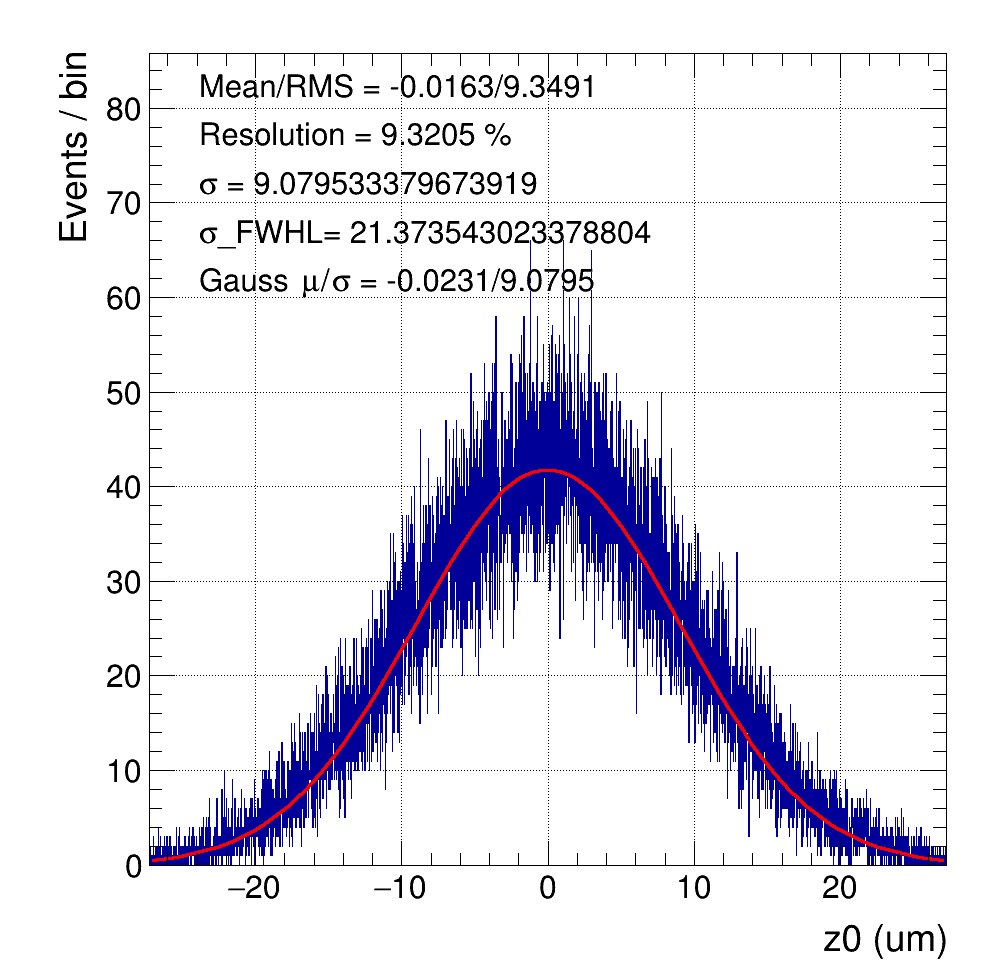 Events / bin
Mean/RMS = -0.0163/9.3491
Resolution = 9.3205 %
σ = 9.079533379673919
σ_FWHL= 21.373543023378804
Gauss μ/σ = -0.0231/9.0795
80
70
60
50
40
30
20
10
0
−20 −10 0 10 20
z0 (um)